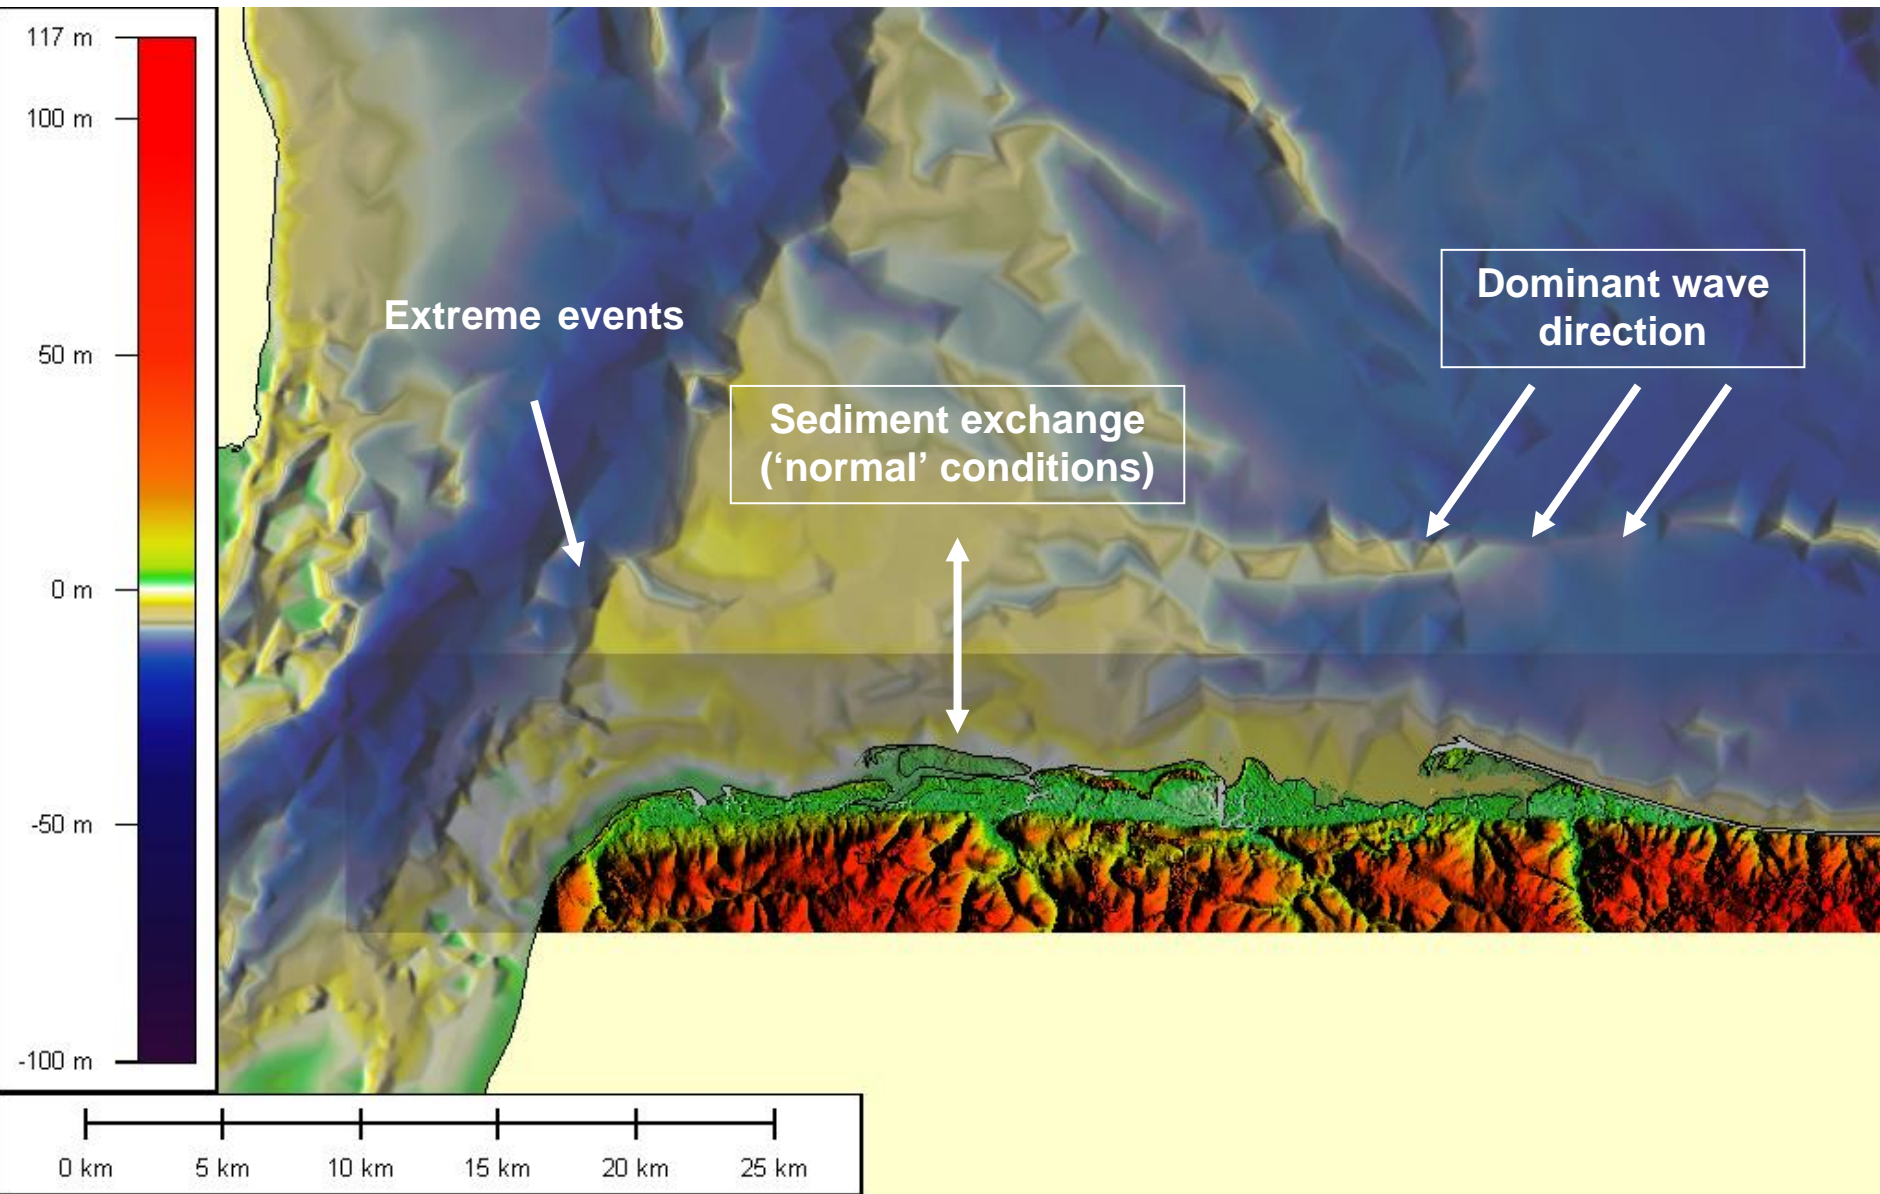 117 m
100 m
50 m
0 m
-50 m
-100 m
Extreme events
Sediment exchange
(‘normal’ conditions)
Dominant wave
direction
0 km 5 km 10 km 15 km 20 km 25 km